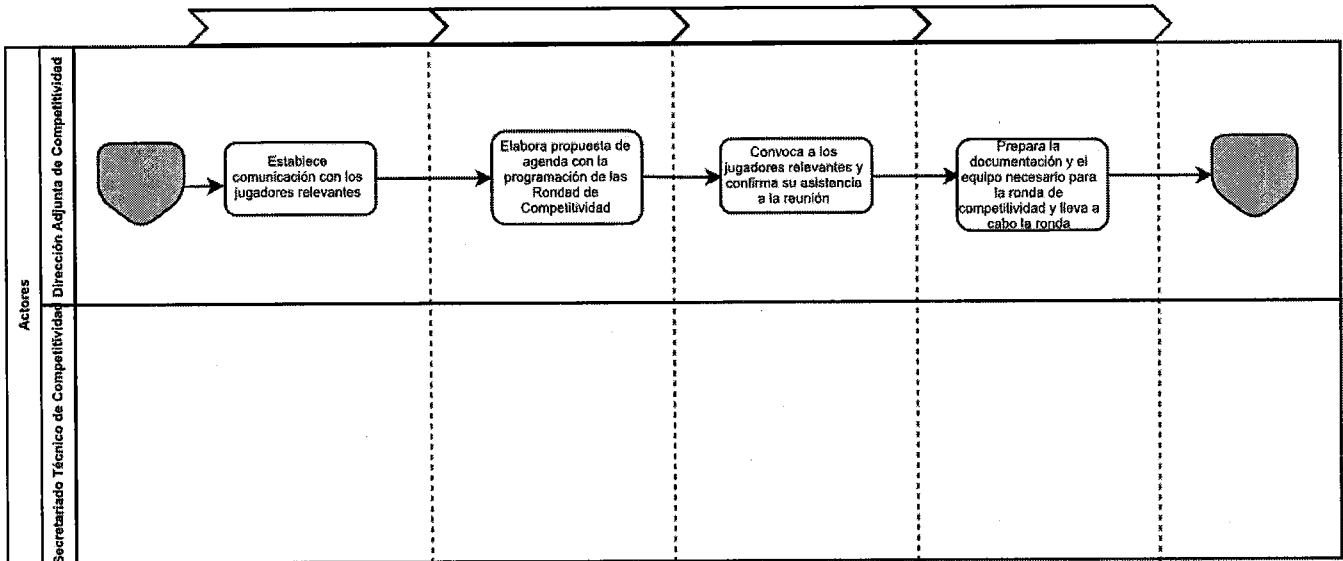 Actores
Dirección Adjunta de Competitividad
Secretariado Técnico de Competitividad
Establece
comunicación con los
jugadores relevantes
Elabora propuesta de
agenda con la
programación de las
Rondad de
Competitividad
Convoca a los
jugadores relevantes y
confirma su asistencia
a la reunión
Prepara la
documentación y el
equipo necesario para
la ronda de
competitividad y lleva a
cabo la ronda